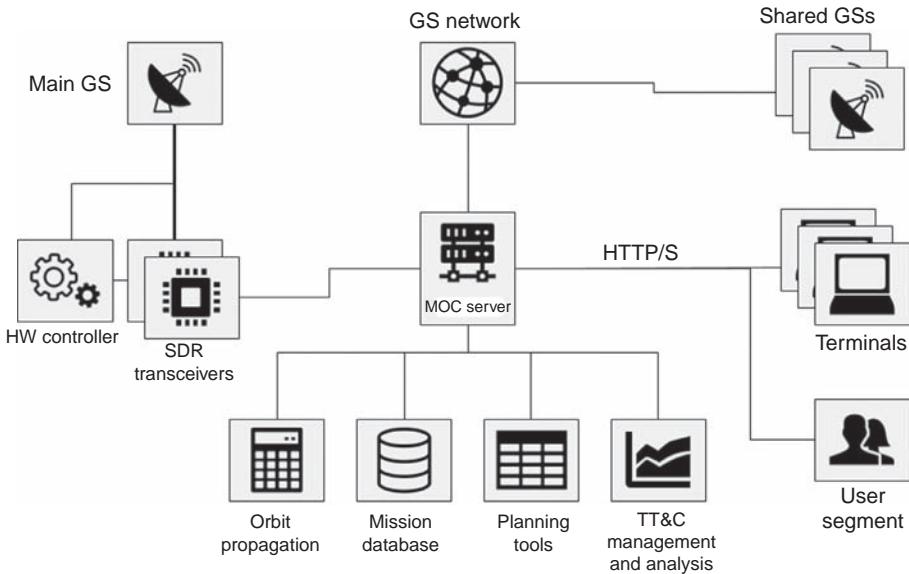 GS network
Shared GSs
Main GS
HTTP/S
MOC server
HW controller
SDR
transceivers
Terminals
Orbit
propagation
Mission
database
Planning
tools
TT&C
management
and analysis
User
segment